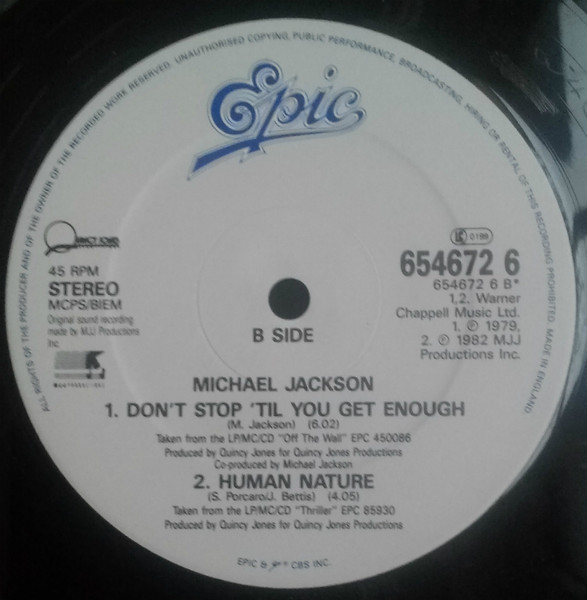 ALL RIGHTS OF THE PRODUCER AND OF THE OWNER OF THE RECORDED WORK RESERVED. UNAUTHORISED COPYING, PUBLIC PERFORMANCE, BROADCASTING, HIRING OR RENTAL OF THIS RECORDING PROHIBITED. MADE IN ENGLAND.
Epic
45 RPM
STEREO
MCPS/BIEM
Original sound recording
made by MJJ Productions
Inc.
LC 0199
654672 6
654672 6 B*
1,2. Warner
Chappell Music Ltd.
1. ℗ 1979,
2. ℗ 1982 MJJ
Productions Inc.
B SIDE
MICHAEL JACKSON
1. DON'T STOP 'TIL YOU GET ENOUGH
(M. Jackson) (6.02)
Taken from the LP/MC/CD "Off The Wall" EPC 450086
Produced by Quincy Jones for Quincy Jones Productions
Co-produced by Michael Jackson
2. HUMAN NATURE
(S. Porcaro/J. Bettis) (4.05)
Taken from the LP/MC/CD "Thriller" EPC 85930
Produced by Quincy Jones for Quincy Jones Productions
EPIC & CBS INC.